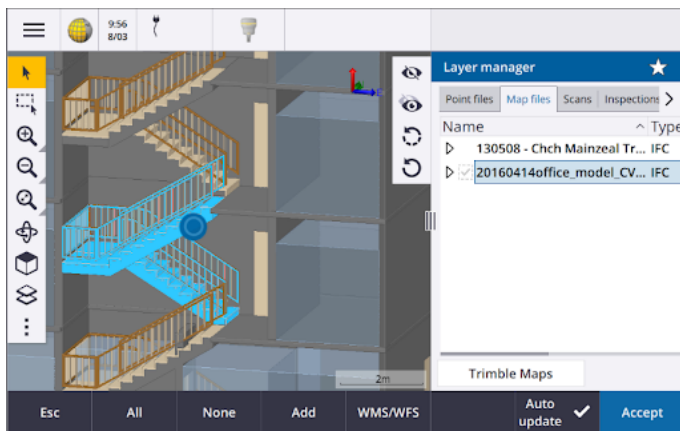 9:56
8/03
Layer manager
Point files
Map files
Scans
Inspections
Name
Type
130508 - Chch Mainzeal Tr... IFC
20160414office_model_CV... IFC
2m
Trimble Maps
Esc
All
None
Add
WMS/WFS
Auto
update
Accept